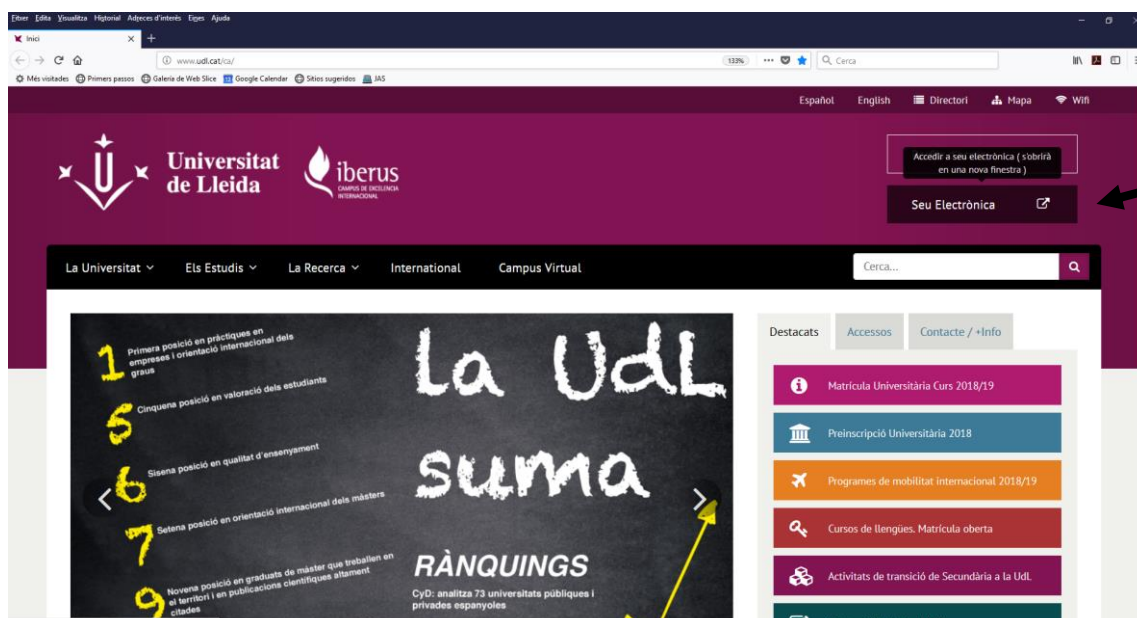 Fitxer Edita Visualitza Historial Adreces d'interès Eines Ajuda
Inici
www.udl.cat/ca/
133%
Cerca
Més visitades Primers passos Galeria de Web Slice Google Calendar Sitios sugeridos JAS
Español English Directori Mapa Wifi
Universitat
de Lleida
iberus
CAMPUS DE EXCELENCIA
INTERNACIONAL
Accedir a seu electrònica ( s'obrirà
en una nova finestra )
Seu Electrònica
La Universitat Els Estudis La Recerca International Campus Virtual
Cerca...
1 Primera posició en pràctiques en
empreses i orientació internacional dels
graus
5 Cinquena posició en valoració dels estudiants
6 Sisena posició en qualitat d'ensenyament
7 Setena posició en orientació internacional dels màsters
9 Novena posició en graduats de màster que treballen en
el territori i en publicacions científiques altament
citades
la UdL
suma
RÀNQUINGS
CyD: analitza 73 universitats públiques i
privades espanyoles
Destacats Accessos Contacte / +Info
Matrícula Universitària Curs 2018/19
Preinscripció Universitària 2018
Programes de mobilitat internacional 2018/19
Cursos de llengües. Matrícula oberta
Activitats de transició de Secundària a la UdL